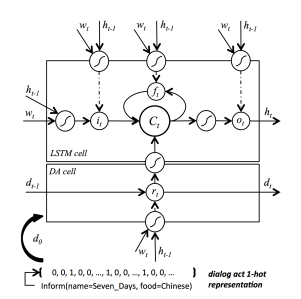 w_t h_{t-1} w_t h_{t-1} w_t h_{t-1}
f_t
h_{t-1}
w_t i_t C_t o_t h_t
LSTM cell
DA cell
d_{t-1} r_t d_t
d_0
w_t h_{t-1}
( 0, 0, 1, 0, 0, ..., 1, 0, 0, ..., 1, 0, 0, ... ) dialog act 1-hot
representation
Inform(name=Seven_Days, food=Chinese)